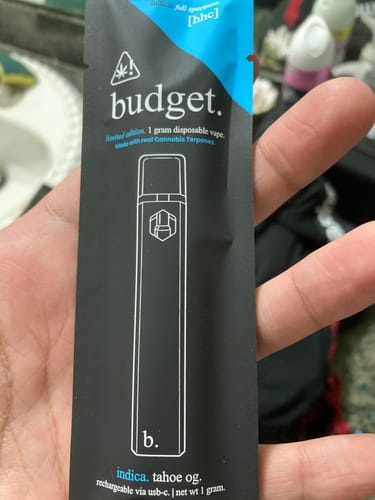 indica. full spectrum.
[hhc]
budget.
limited edition. 1 gram disposable vape.
Made with real Cannabis Terpenes.
b.
indica. tahoe og.
rechargeable via usb-c. | net wt 1 gram.